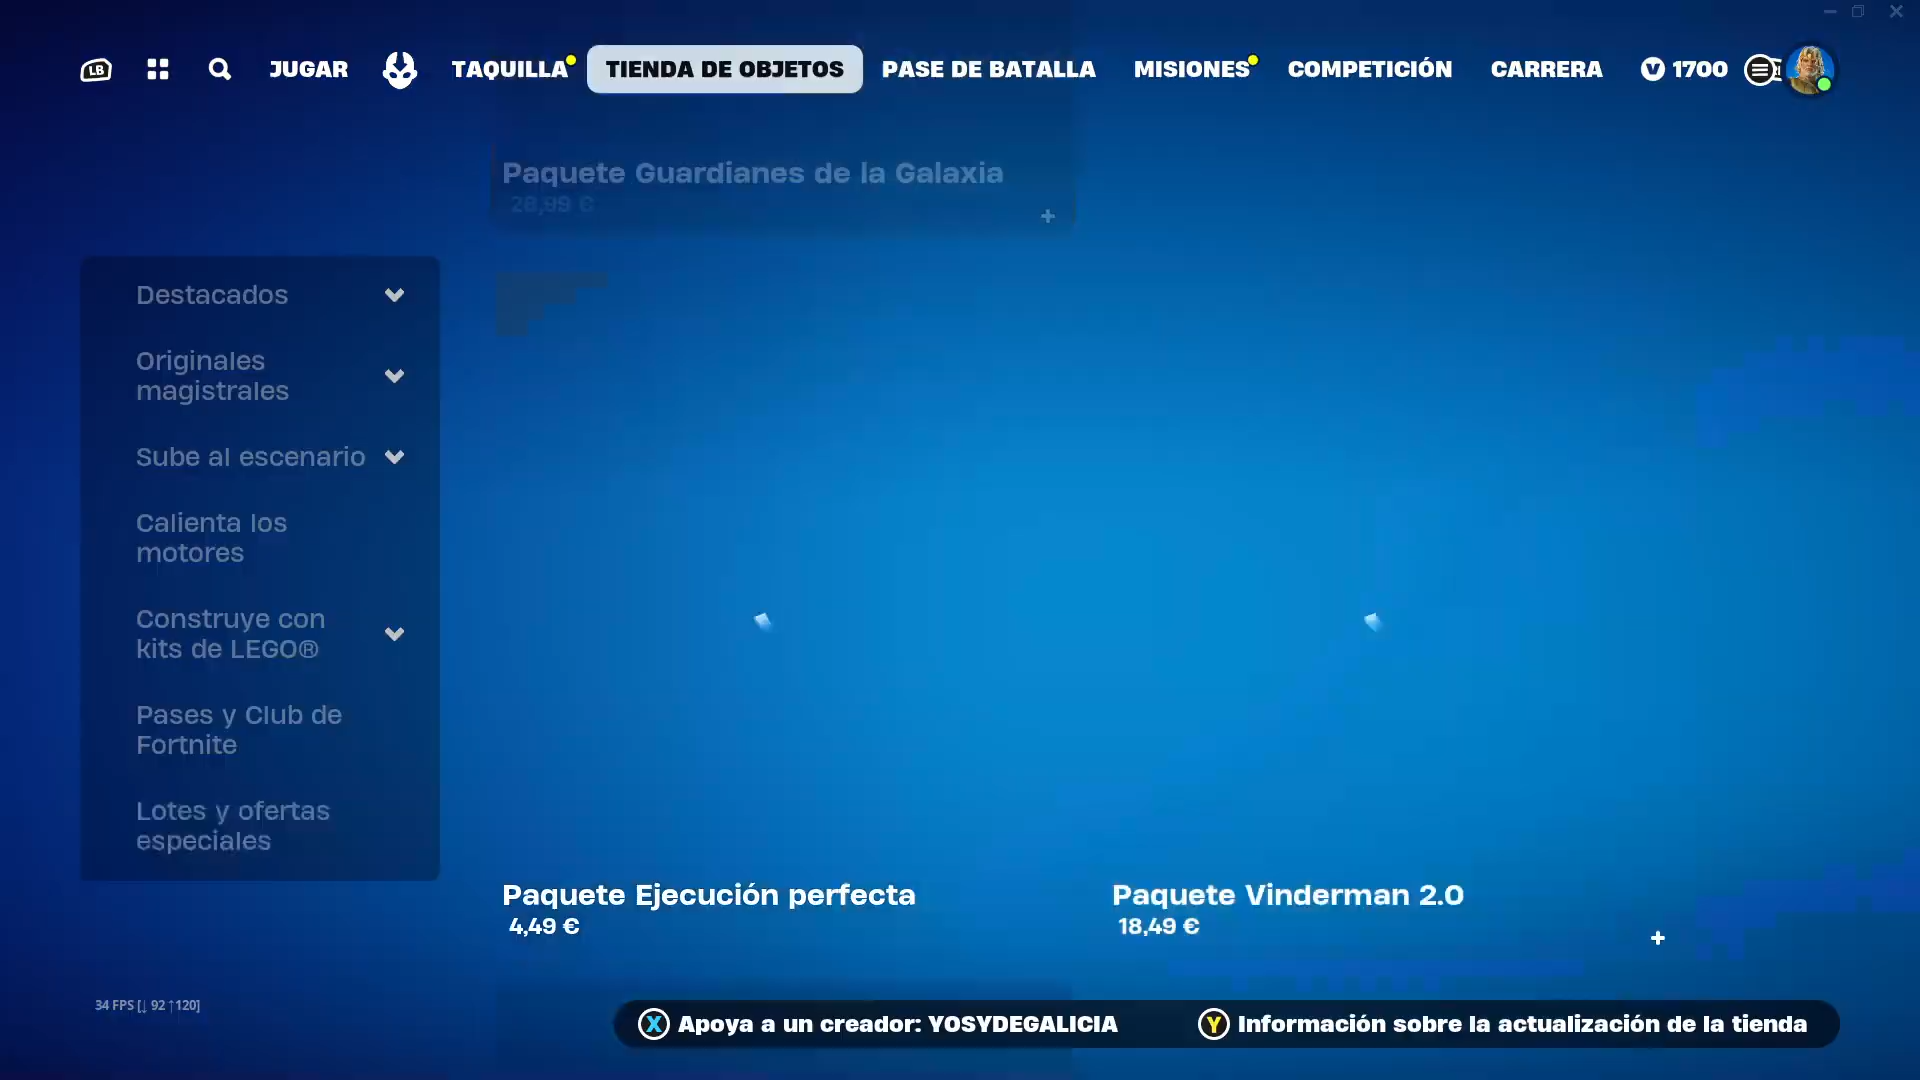 LB
JUGAR
TAQUILLA
TIENDA DE OBJETOS
PASE DE BATALLA
MISIONES
COMPETICIÓN
CARRERA
V 1700
Paquete Guardianes de la Galaxia
28,99 €
+
Destacados
Originales
magistrales
Sube al escenario
Calienta los
motores
Construye con
kits de LEGO®
Pases y Club de
Fortnite
Lotes y ofertas
especiales
Paquete Ejecución perfecta
4,49 €
Paquete Vinderman 2.0
18,49 €
+
34 FPS [↓ 92 ↑120]
X Apoya a un creador: YOSYDEGALICIA
Y Información sobre la actualización de la tienda